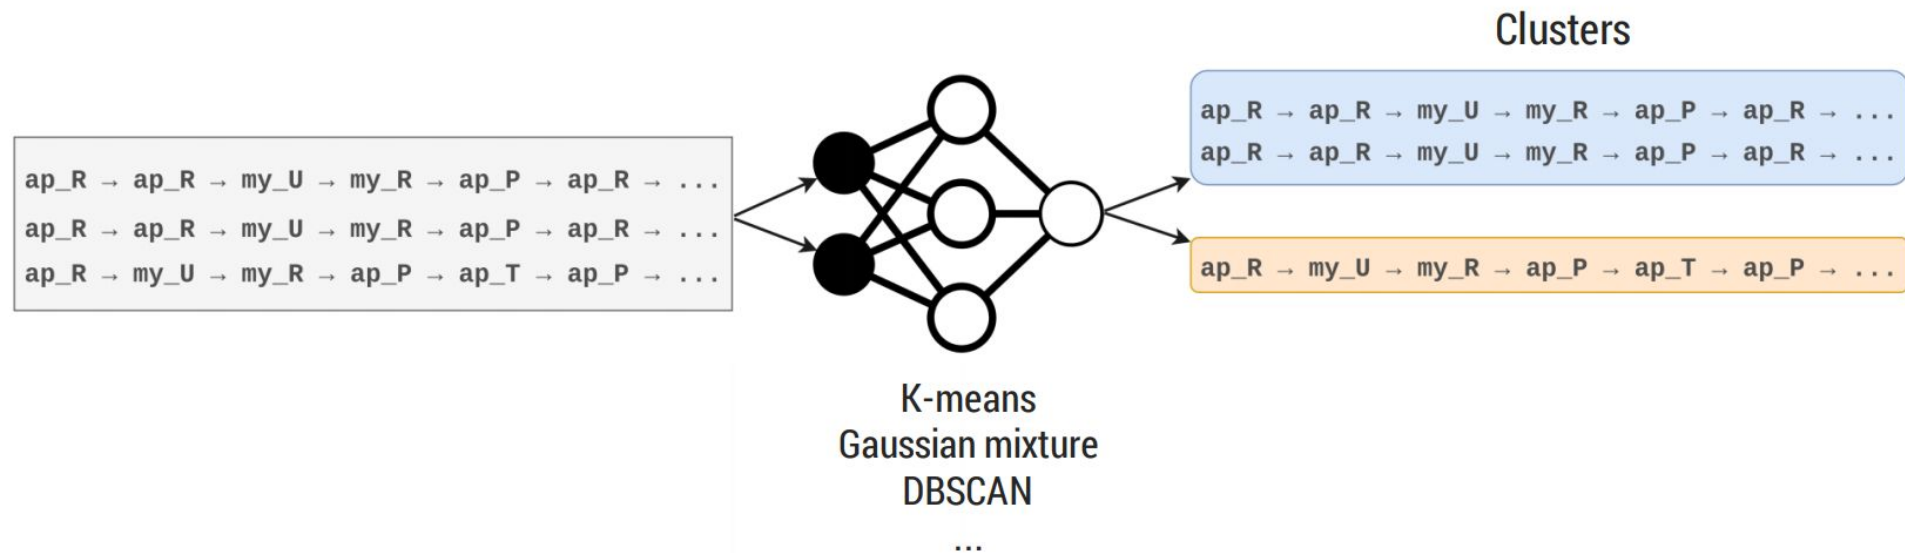 ap_R → ap_R → my_U → my_R → ap_P → ap_R → ...
ap_R → ap_R → my_U → my_R → ap_P → ap_R → ...
ap_R → my_U → my_R → ap_P → ap_T → ap_P → ...
K-means
Gaussian mixture
DBSCAN
...
Clusters
ap_R → ap_R → my_U → my_R → ap_P → ap_R → ...
ap_R → ap_R → my_U → my_R → ap_P → ap_R → ...
ap_R → my_U → my_R → ap_P → ap_T → ap_P → ...